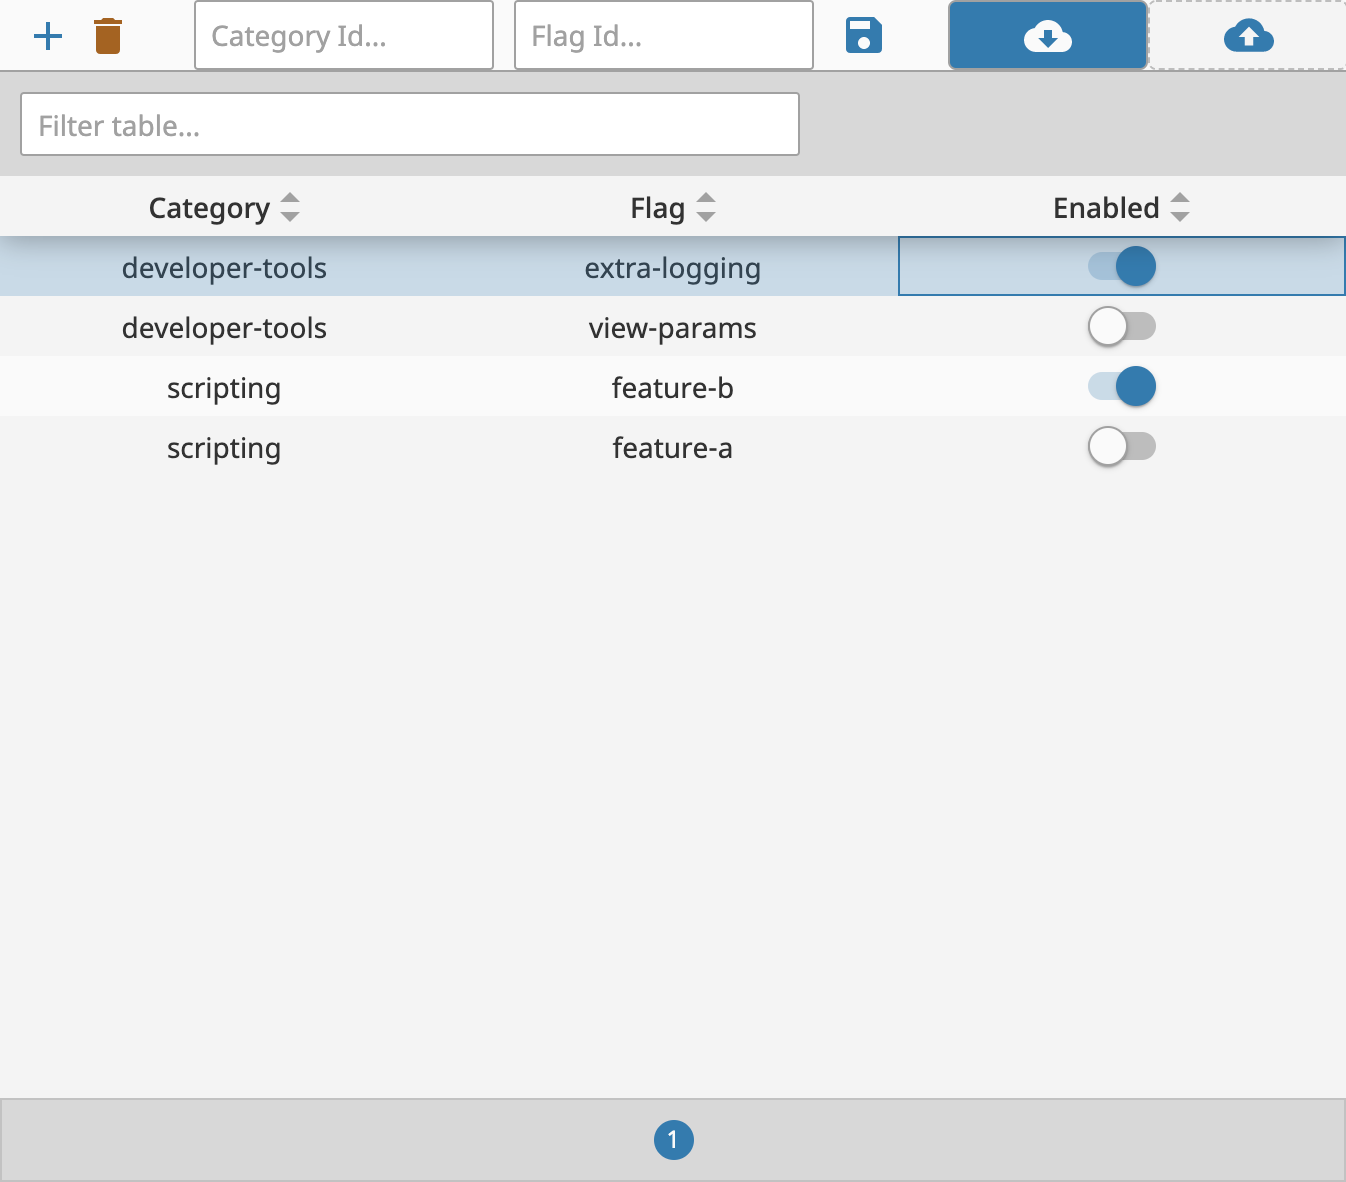 Category Id...
Flag Id...
Filter table...
Category Flag Enabled
developer-tools extra-logging
developer-tools view-params
scripting feature-b
scripting feature-a
1